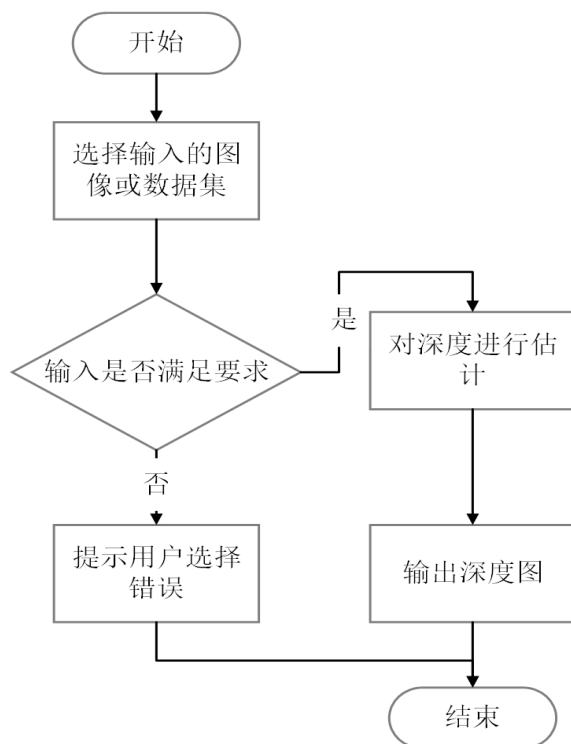 开始
选择输入的图
像或数据集
输入是否满足要求
是
对深度进行估
计
否
提示用户选择
错误
输出深度图
结束